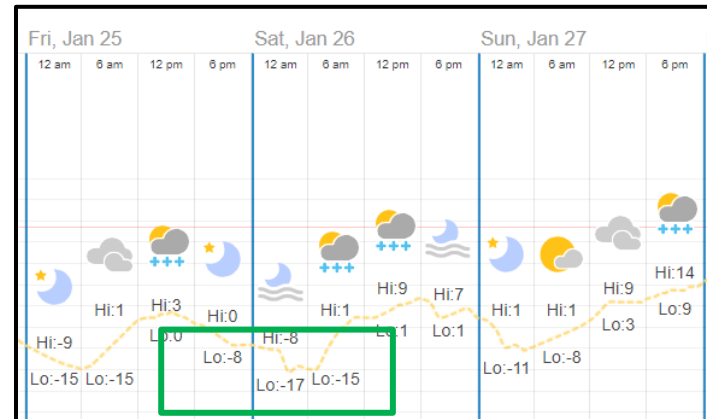 Fri, Jan 25 Sat, Jan 26 Sun, Jan 27
12 am 6 am 12 pm 6 pm 12 am 6 am 12 pm 6 pm 12 am 6 am 12 pm 6 pm
Hi:-9 Hi:1 Hi:3 Hi:0 Hi:-8 Hi:1 Hi:9 Hi:7 Hi:1 Hi:1 Hi:9 Hi:14
Lo:-15 Lo:-15 Lo:0 Lo:-8 Lo:-17 Lo:-15 Lo:1 Lo:1 Lo:-11 Lo:-8 Lo:3 Lo:9